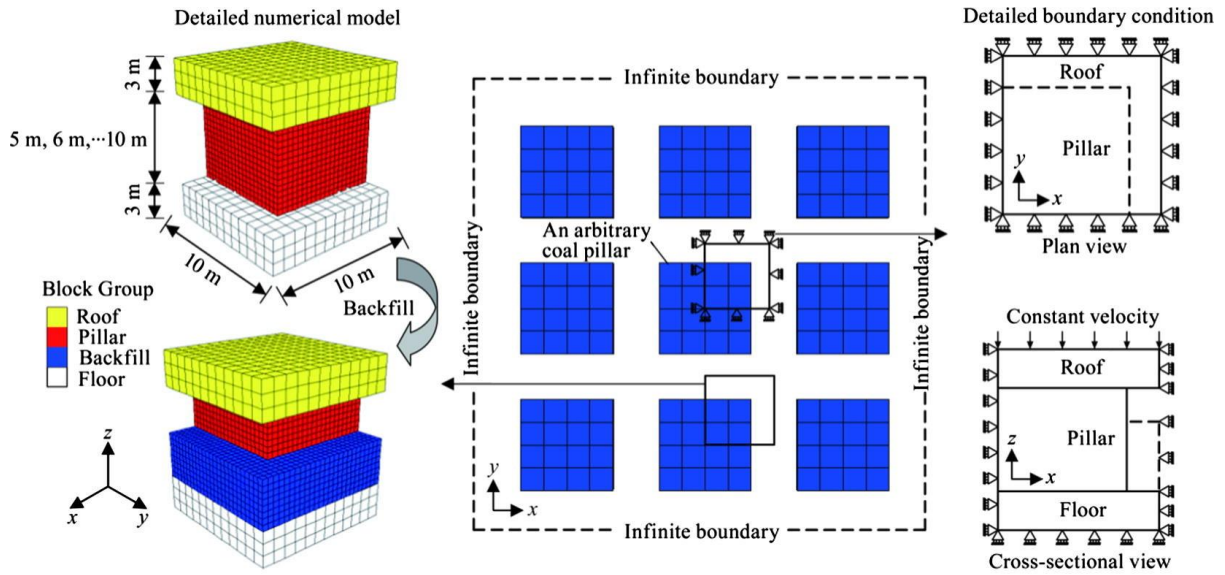 Detailed numerical model
3 m
5 m, 6 m,···10 m
3 m
10 m
10 m
Backfill
Block Group
Roof
Pillar
Backfill
Floor
z
x
y
Infinite boundary
Infinite boundary
An arbitrary
coal pillar
Infinite boundary
y
x
Infinite boundary
Detailed boundary condition
Roof
Pillar
y
x
Plan view
Constant velocity
Roof
Pillar
z
x
Floor
Cross-sectional view